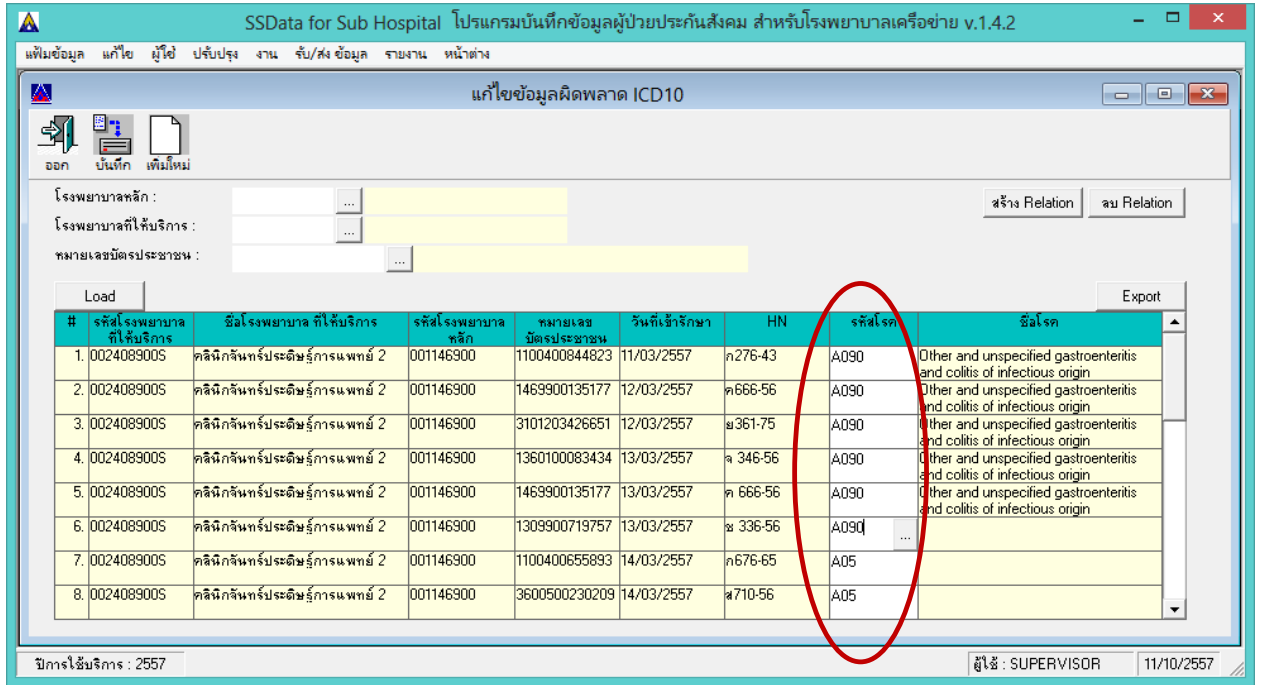 SSData for Sub Hospital โปรแกรมบันทึกข้อมูลผู้ป่วยประกันสังคม สำหรับโรงพยาบาลเครือข่าย v.1.4.2
แฟ้มข้อมูล แก้ไข ผู้ใช้ ปรับปรุง งาน รับ/ส่ง ข้อมูล รายงาน หน้าต่าง
แก้ไขข้อมูลผิดพลาด ICD10
ออก บันทึก เพิ่มใหม่
โรงพยาบาลหลัก : ...
สร้าง Relation ลบ Relation
โรงพยาบาลที่ให้บริการ : ...
หมายเลขบัตรประชาชน : ...
Load Export
# รหัสโรงพยาบาล ชื่อโรงพยาบาล ที่ให้บริการ รหัสโรงพยาบาล หมายเลข วันที่เข้ารักษา HN รหัสโรค ชื่อโรค
ที่ให้บริการ หลัก บัตรประชาชน
1. 002408900S คลินิกจันทร์ประดิษฐ์การแพทย์ 2 001146900 1100400844823 11/03/2557 ก276-43 A090 Other and unspecified gastroenteritis
and colitis of infectious origin
2. 002408900S คลินิกจันทร์ประดิษฐ์การแพทย์ 2 001146900 1469900135177 12/03/2557 ค666-56 A090 Other and unspecified gastroenteritis
and colitis of infectious origin
3. 002408900S คลินิกจันทร์ประดิษฐ์การแพทย์ 2 001146900 3101203426651 12/03/2557 ย361-75 A090 Other and unspecified gastroenteritis
and colitis of infectious origin
4. 002408900S คลินิกจันทร์ประดิษฐ์การแพทย์ 2 001146900 1360100083434 13/03/2557 จ 346-56 A090 Other and unspecified gastroenteritis
and colitis of infectious origin
5. 002408900S คลินิกจันทร์ประดิษฐ์การแพทย์ 2 001146900 1469900135177 13/03/2557 ค 666-56 A090 Other and unspecified gastroenteritis
and colitis of infectious origin
6. 002408900S คลินิกจันทร์ประดิษฐ์การแพทย์ 2 001146900 1309900719757 13/03/2557 ช 336-56 A090 ...
7. 002408900S คลินิกจันทร์ประดิษฐ์การแพทย์ 2 001146900 1100400655893 14/03/2557 ก676-65 A05
8. 002408900S คลินิกจันทร์ประดิษฐ์การแพทย์ 2 001146900 3600500230209 14/03/2557 ส710-56 A05
ปีการใช้บริการ : 2557 ผู้ใช้ : SUPERVISOR 11/10/2557